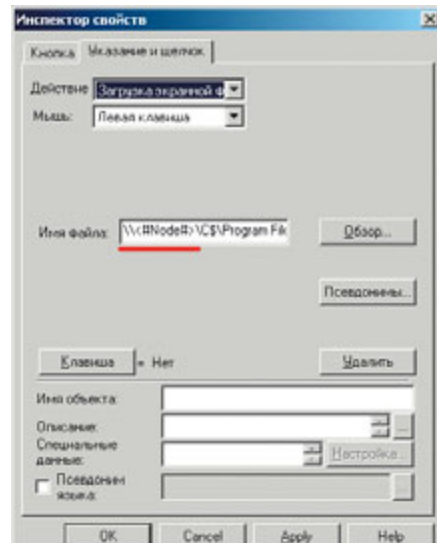 Инспектор свойств
Кнопка Указание и щелчок
Действие Загрузка экранной ф
Мышь: Левая клавиша
Имя файла: \\<#Node#>\C$\Program File
Обзор...
Псевдонимы...
Клавиша = Нет Удалить
Имя объекта:
Описание: ...
Специальные
данные: Настройка...
Псевдоним
языка: ...
OK Cancel Apply Help